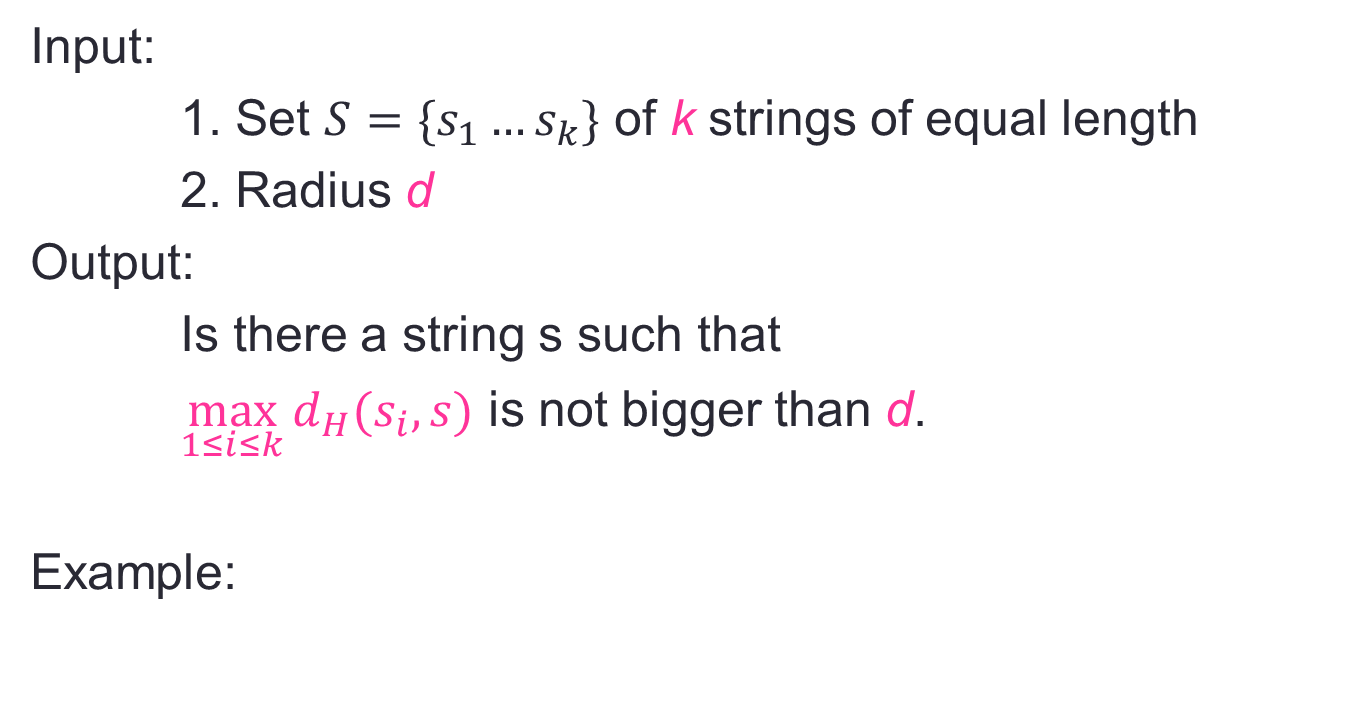 Input:
1. Set 𝑆 = {𝑠₁ … 𝑠ₖ} of k strings of equal length
2. Radius d
Output:
Is there a string s such that
max 𝑑_𝐻(𝑠ᵢ, 𝑠) is not bigger than d.
1≤𝑖≤𝑘
Example: